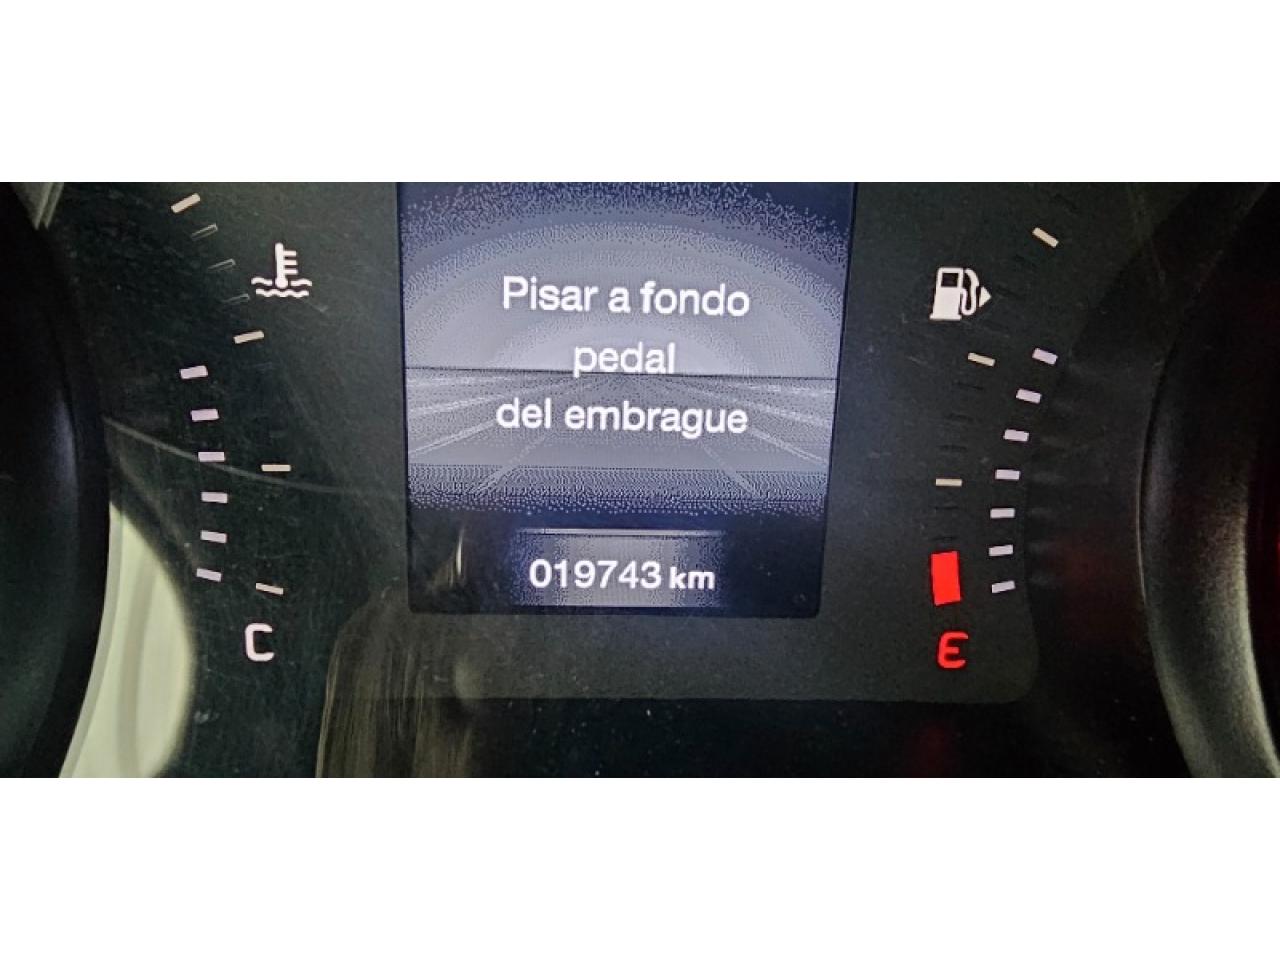 Pisar a fondo
pedal
del embrague
019743 km
C
E